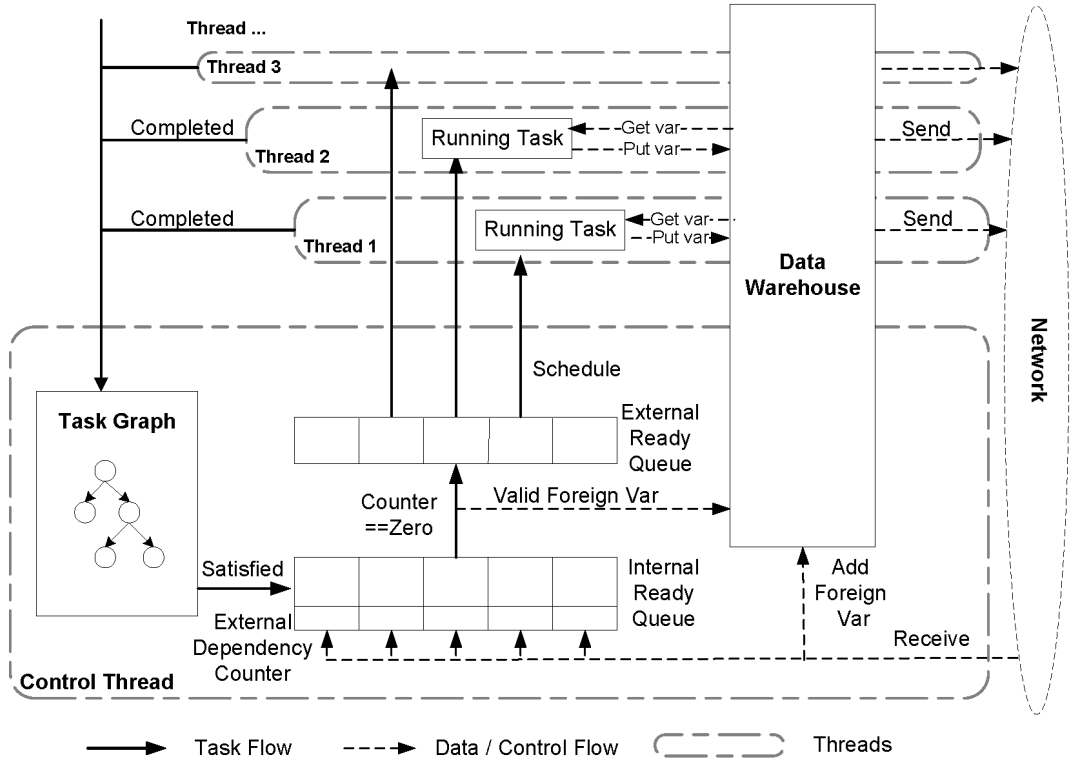 Thread ...
Thread 3
Completed
Running Task
Get var
Put var
Send
Thread 2
Completed
Running Task
Get var
Put var
Send
Thread 1
Data
Warehouse
Network
Schedule
Task Graph
External
Ready
Queue
Counter
==Zero
Valid Foreign Var
Satisfied
Internal
Ready
Queue
Add
Foreign
Var
External
Dependency
Counter
Receive
Control Thread
Task Flow
Data / Control Flow
Threads